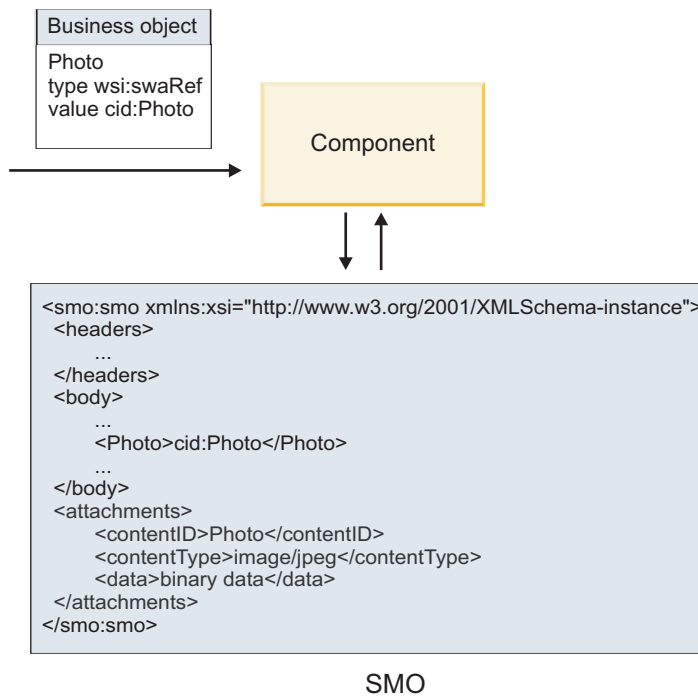 Business object
Photo
type wsi:swaRef
value cid:Photo
Component
<smo:smo xmlns:xsi="http://www.w3.org/2001/XMLSchema-instance">
<headers>
...
</headers>
<body>
...
<Photo>cid:Photo</Photo>
...
</body>
<attachments>
<contentID>Photo</contentID>
<contentType>image/jpeg</contentType>
<data>binary data</data>
</attachments>
</smo:smo>
SMO